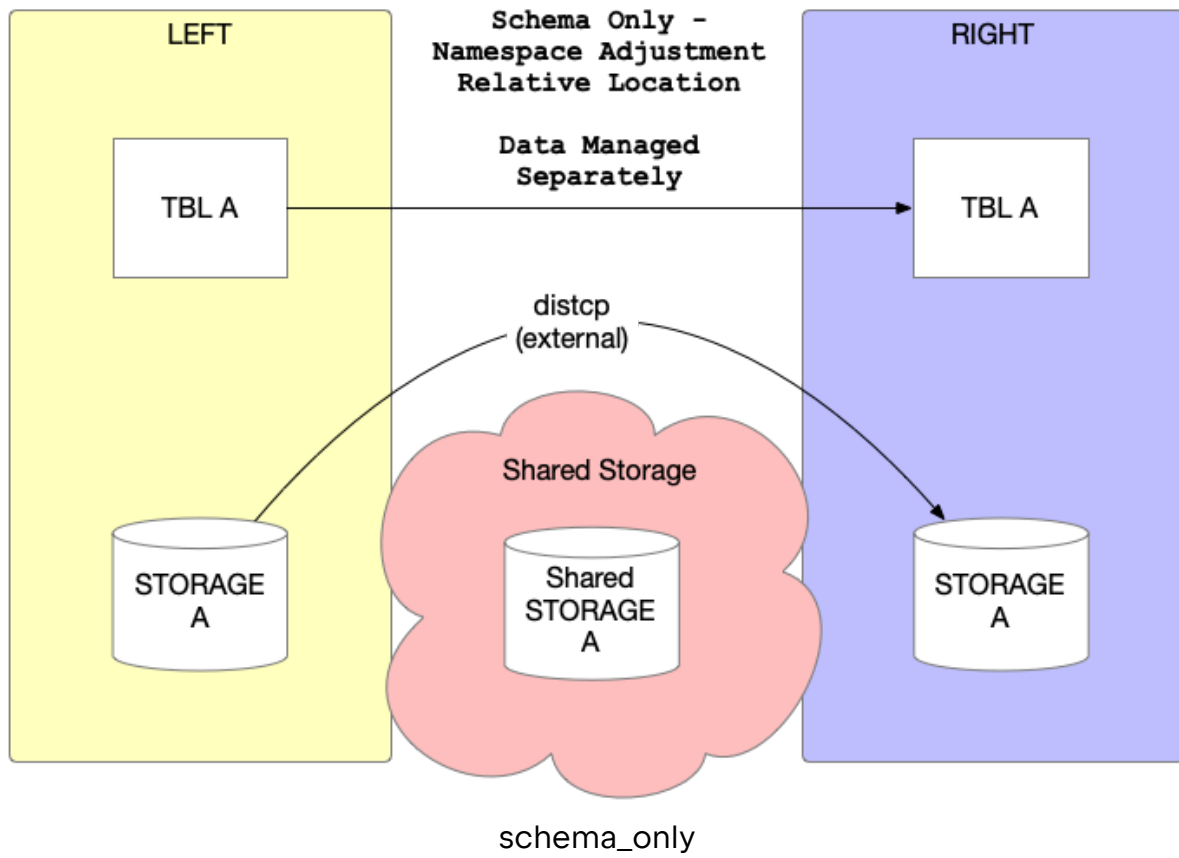 LEFT
Schema Only -
Namespace Adjustment
Relative Location
Data Managed
Separately
RIGHT
TBL A
TBL A
distcp
(external)
Shared Storage
STORAGE
A
Shared
STORAGE
A
STORAGE
A
schema_only